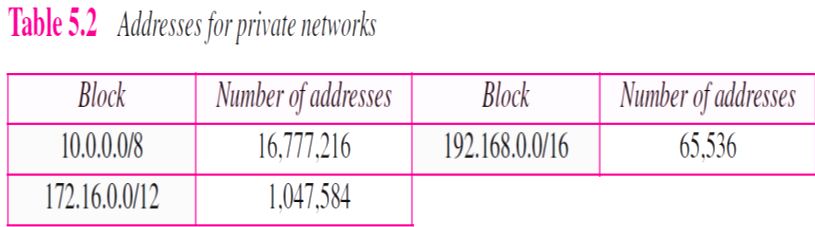 Table 5.2 Addresses for private networks
Block Number of addresses Block Number of addresses
10.0.0.0/8 16,777,216 192.168.0.0/16 65,536
172.16.0.0/12 1,047,584